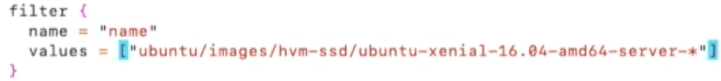 filter {
  name = "name"
  values = ["ubuntu/images/hvm-ssd/ubuntu-xenial-16.04-amd64-server-*"]
}